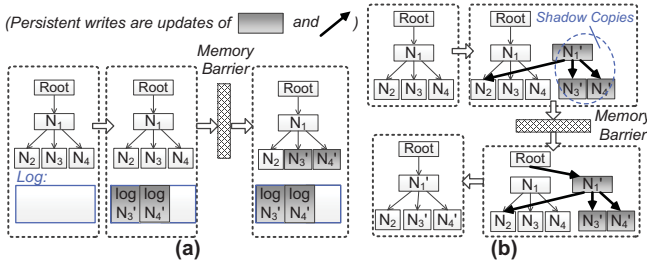 (Persistent writes are updates of and )
Memory
Barrier
Root
N1
N2 N3 N4
Log:
Root
N1
N2 N3 N4
log log
N3' N4'
Root
N1
N2 N3' N4'
log log
N3' N4'
(a)
Shadow Copies
Root
N1
N2 N3 N4
Root
N1 N1'
N2 N3 N4 N3' N4'
Memory
Barrier
Root
N1 N1'
N2 N3 N4 N3' N4'
Root
N1'
N2 N3' N4'
(b)